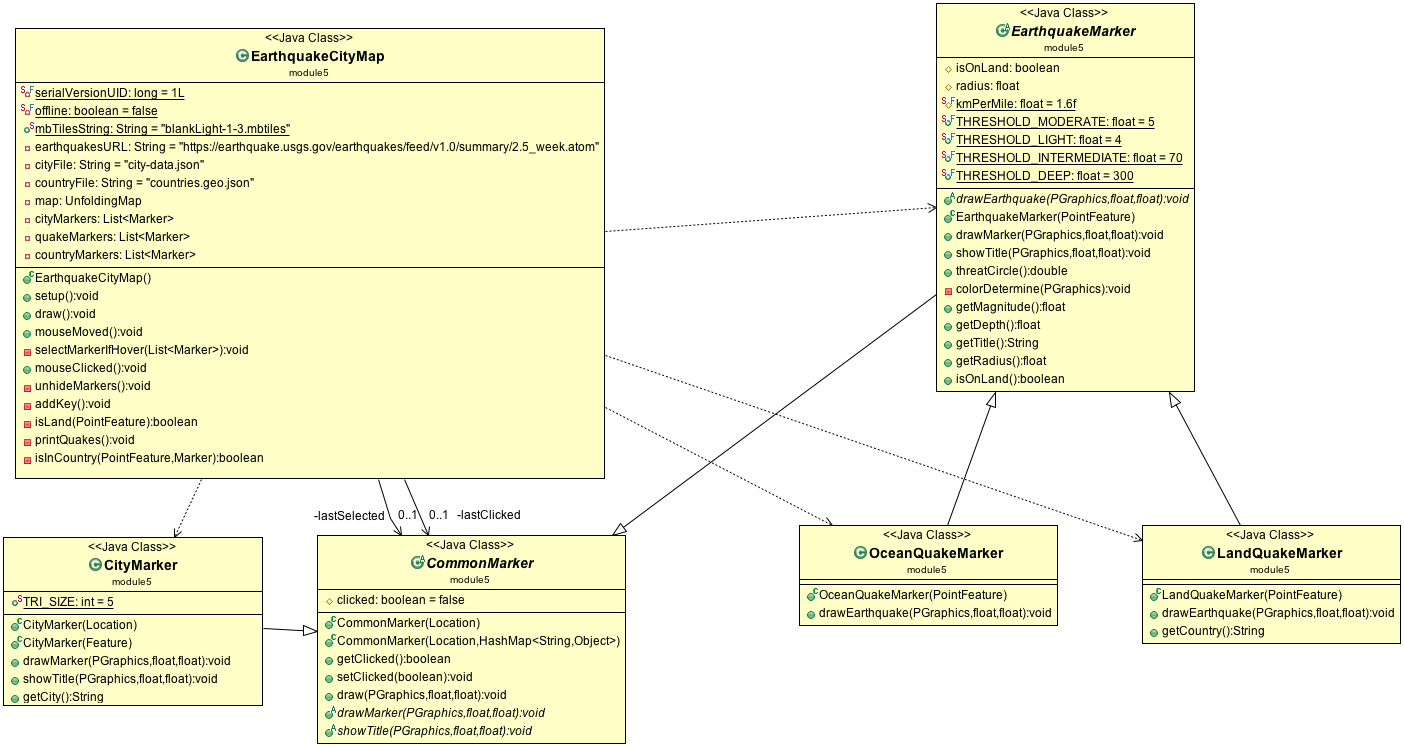 <<Java Class>>
EarthquakeCityMap
module5
serialVersionUID: long = 1L
offline: boolean = false
mbTilesString: String = "blankLight-1-3.mbtiles"
earthquakesURL: String = "https://earthquake.usgs.gov/earthquakes/feed/v1.0/summary/2.5_week.atom"
cityFile: String = "city-data.json"
countryFile: String = "countries.geo.json"
map: UnfoldingMap
cityMarkers: List<Marker>
quakeMarkers: List<Marker>
countryMarkers: List<Marker>
EarthquakeCityMap()
setup():void
draw():void
mouseMoved():void
selectMarkerIfHover(List<Marker>):void
mouseClicked():void
unhideMarkers():void
addKey():void
isLand(PointFeature):boolean
printQuakes():void
isInCountry(PointFeature,Marker):boolean
<<Java Class>>
EarthquakeMarker
module5
isOnLand: boolean
radius: float
kmPerMile: float = 1.6f
THRESHOLD_MODERATE: float = 5
THRESHOLD_LIGHT: float = 4
THRESHOLD_INTERMEDIATE: float = 70
THRESHOLD_DEEP: float = 300
drawEarthquake(PGraphics,float,float):void
EarthquakeMarker(PointFeature)
drawMarker(PGraphics,float,float):void
showTitle(PGraphics,float,float):void
threatCircle():double
colorDetermine(PGraphics):void
getMagnitude():float
getDepth():float
getTitle():String
getRadius():float
isOnLand():boolean
-lastSelected 0..1 0..1 -lastClicked
<<Java Class>>
CityMarker
module5
TRI_SIZE: int = 5
CityMarker(Location)
CityMarker(Feature)
drawMarker(PGraphics,float,float):void
showTitle(PGraphics,float,float):void
getCity():String
<<Java Class>>
CommonMarker
module5
clicked: boolean = false
CommonMarker(Location)
CommonMarker(Location,HashMap<String,Object>)
getClicked():boolean
setClicked(boolean):void
draw(PGraphics,float,float):void
drawMarker(PGraphics,float,float):void
showTitle(PGraphics,float,float):void
<<Java Class>>
OceanQuakeMarker
module5
OceanQuakeMarker(PointFeature)
drawEarthquake(PGraphics,float,float):void
<<Java Class>>
LandQuakeMarker
module5
LandQuakeMarker(PointFeature)
drawEarthquake(PGraphics,float,float):void
getCountry():String